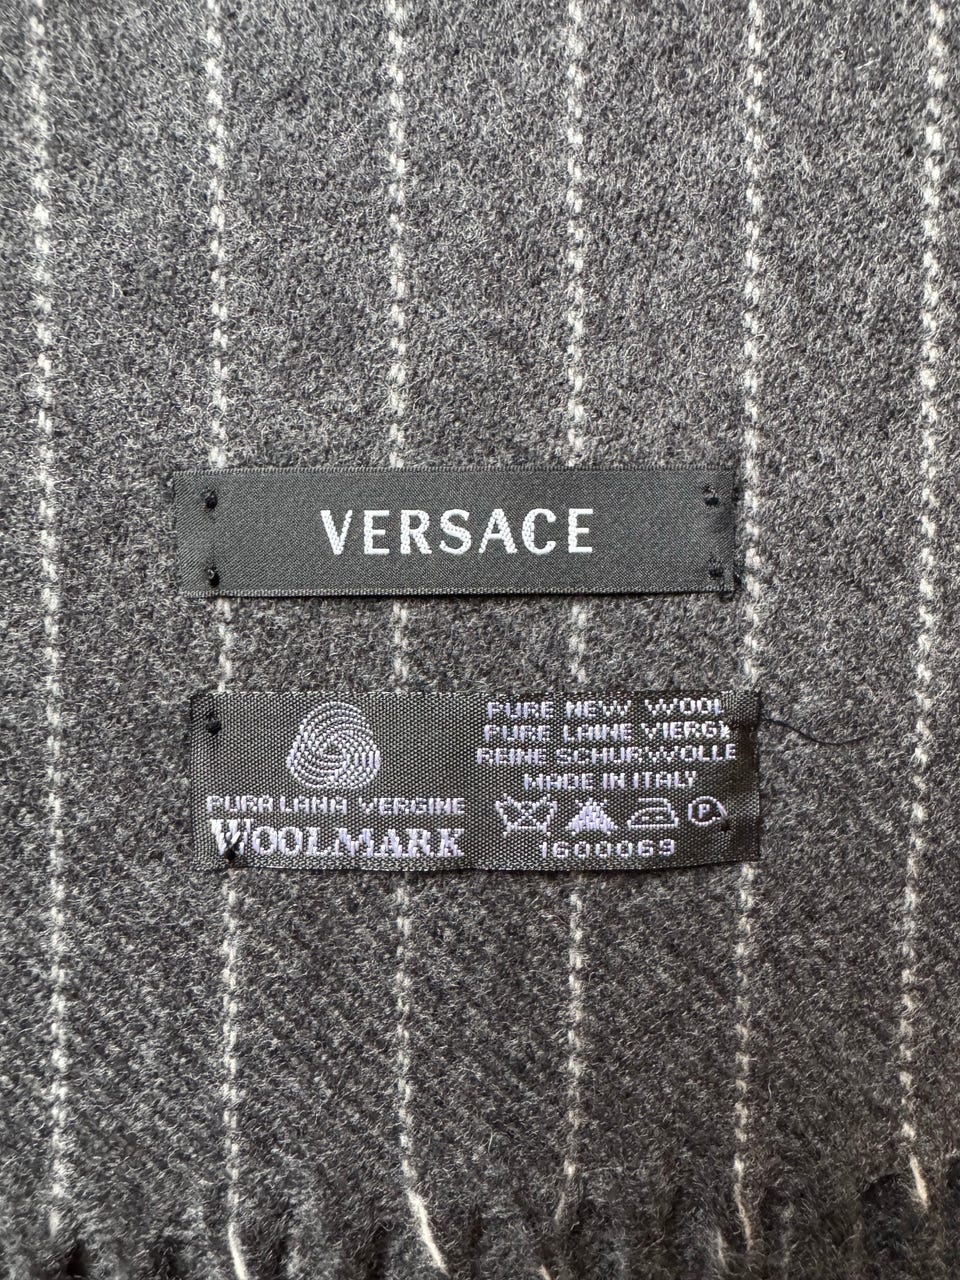 VERSACE
PURA LANA VERGINE
WOOLMARK
PURE NEW WOOL
PURE LAINE VIERGE
REINE SCHURWOLLE
MADE IN ITALY
P
1600069